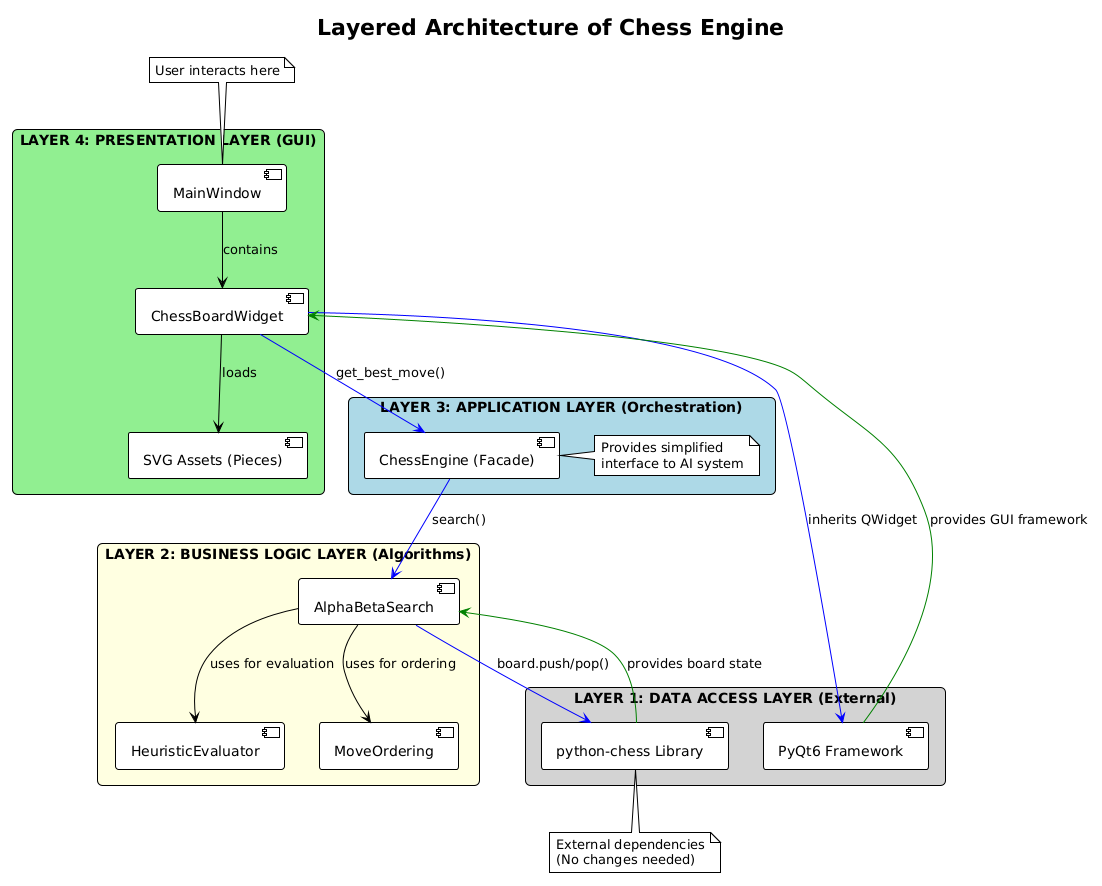 Layered Architecture of Chess Engine
User interacts here
LAYER 4: PRESENTATION LAYER (GUI)
MainWindow
contains
ChessBoardWidget
loads
get_best_move()
SVG Assets (Pieces)
LAYER 3: APPLICATION LAYER (Orchestration)
ChessEngine (Facade)
Provides simplified
interface to AI system
search()
inherits QWidget
provides GUI framework
LAYER 2: BUSINESS LOGIC LAYER (Algorithms)
AlphaBetaSearch
uses for evaluation
uses for ordering
board.push/pop()
provides board state
HeuristicEvaluator
MoveOrdering
LAYER 1: DATA ACCESS LAYER (External)
python-chess Library
PyQt6 Framework
External dependencies
(No changes needed)